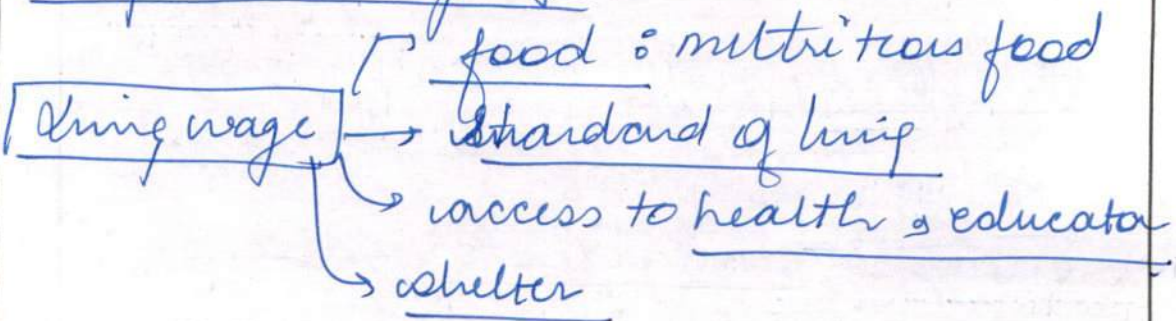 food : nutritious food
Living wage → Standard of living
→ access to health, education
→ shelter